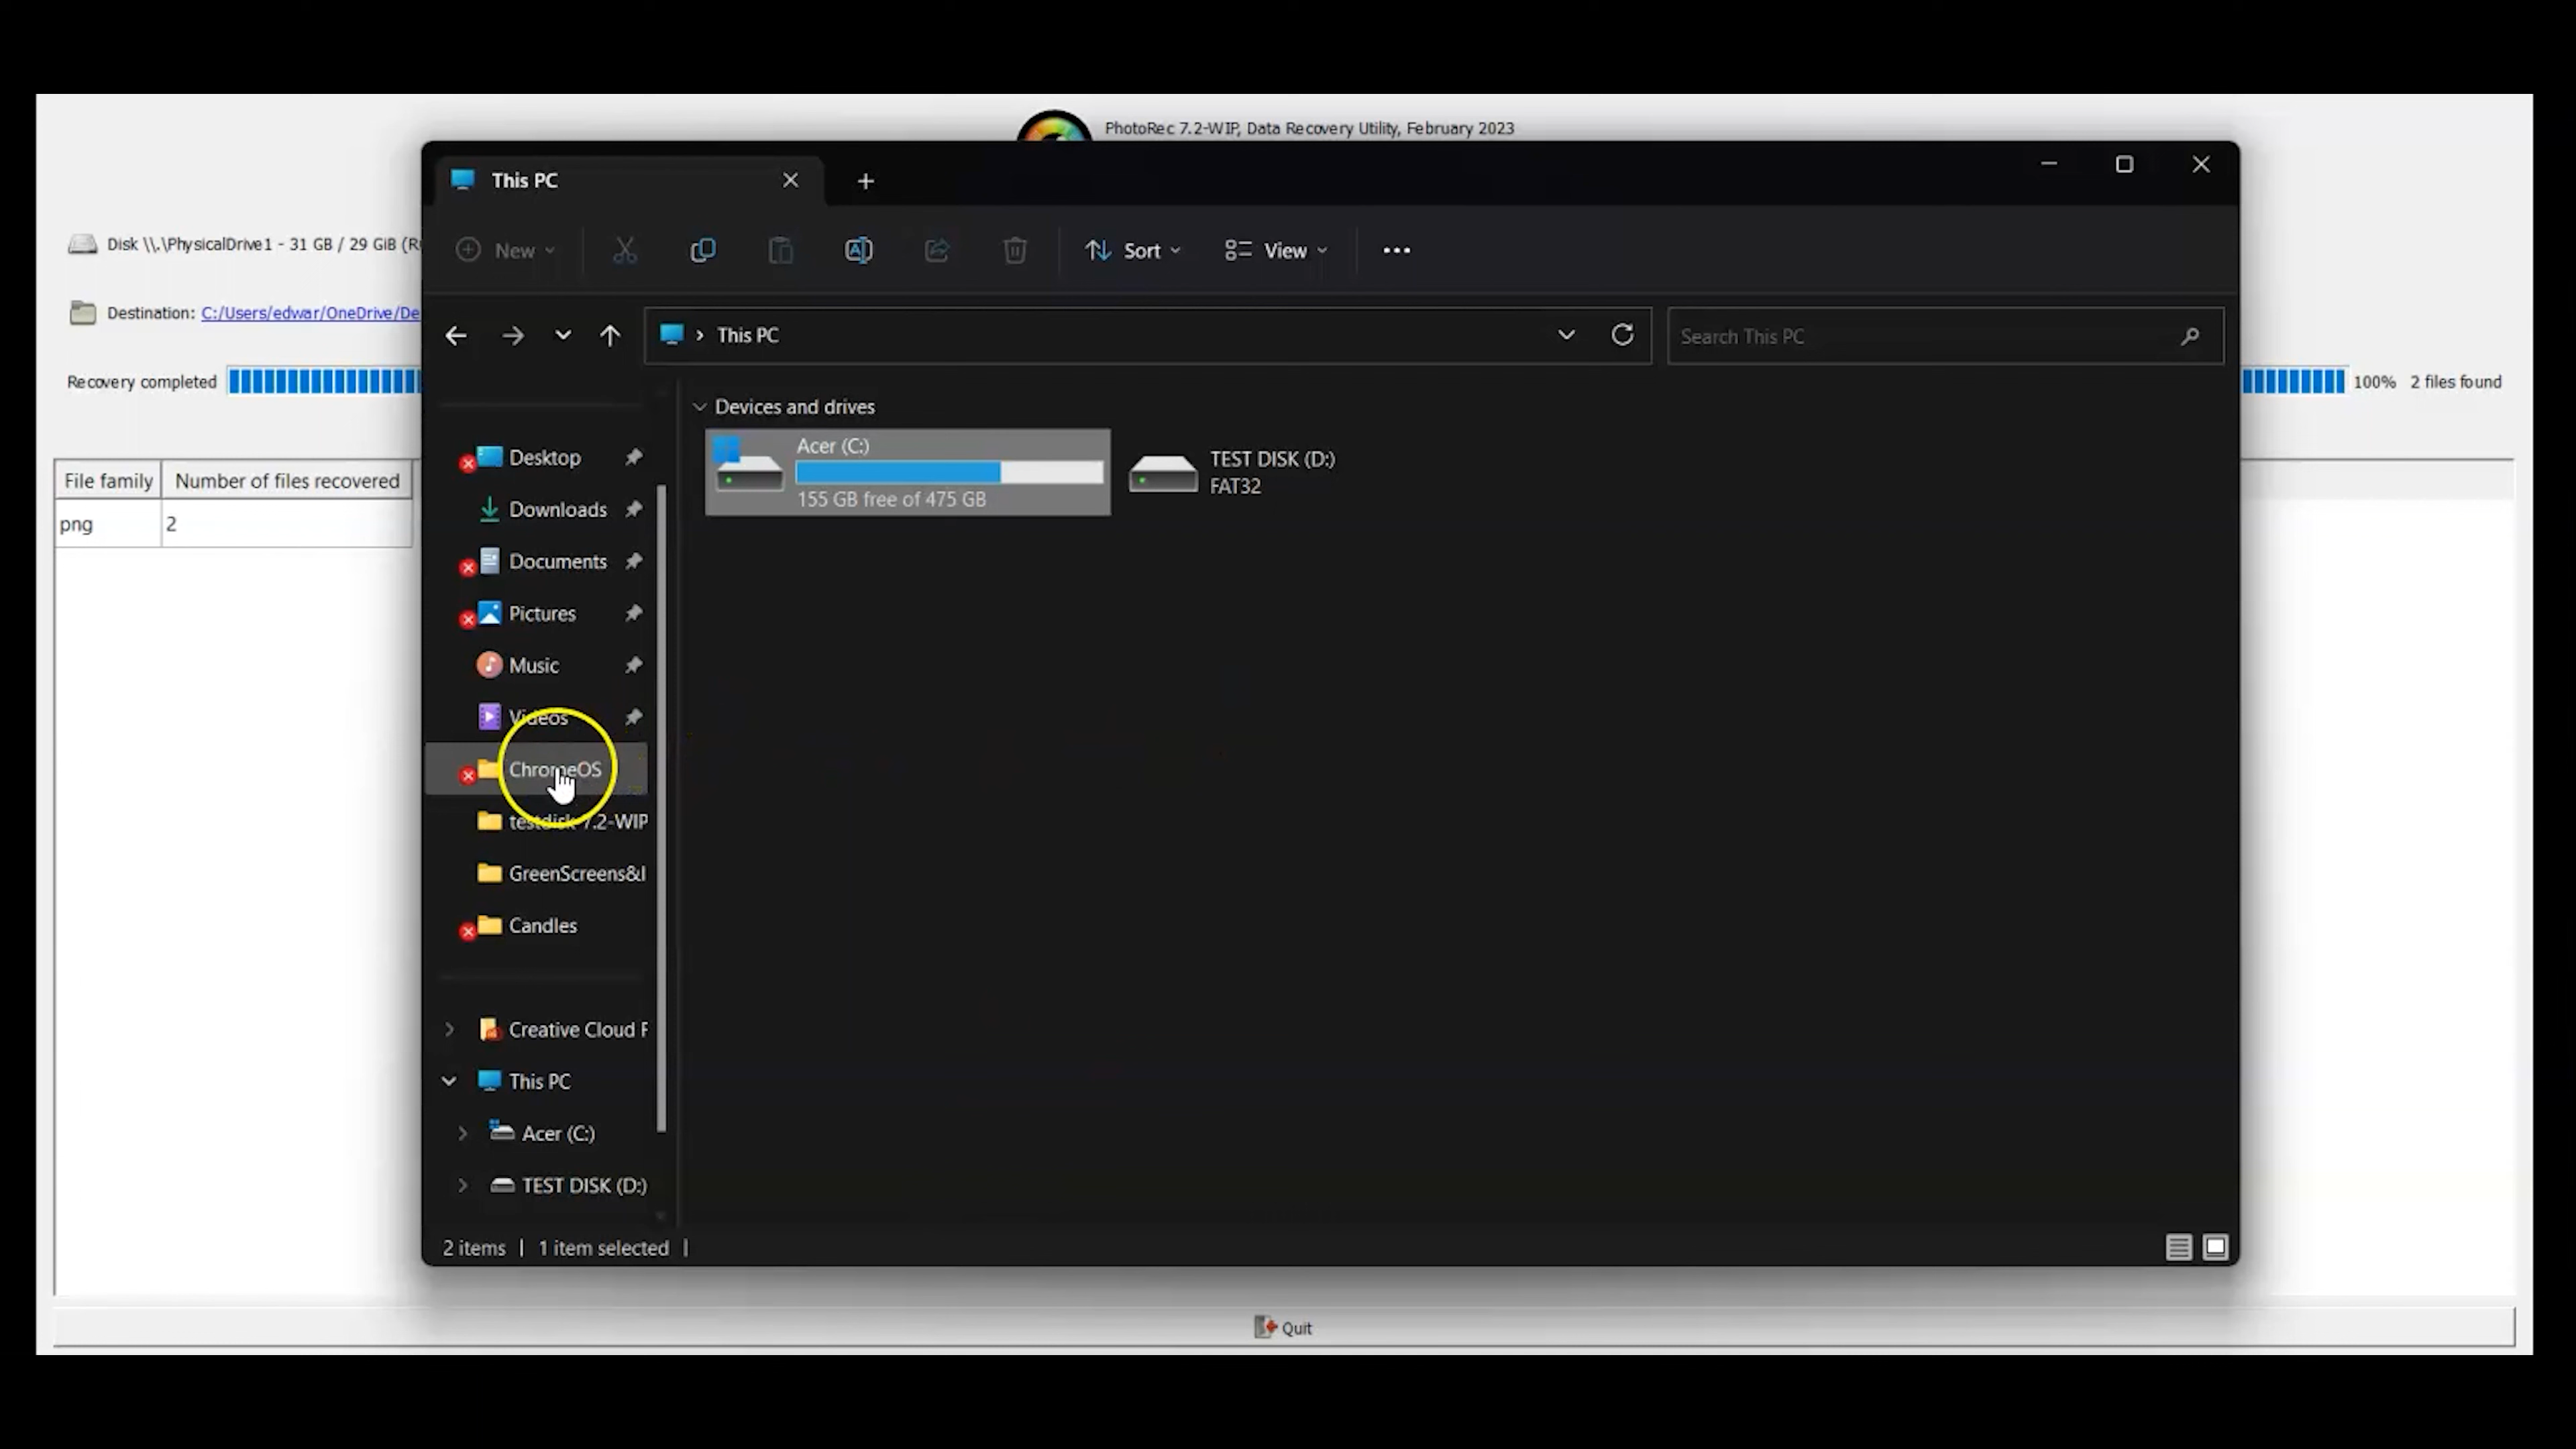 PhotoRec 7.2-WIP, Data Recovery Utility, February 2023
This PC
Disk \\.\PhysicalDrive1 - 31 GB / 29 GiB
New
Sort
View
Destination: C:/Users/edwar/OneDrive/De
This PC
Search This PC
Recovery completed
100% 2 files found
Devices and drives
Acer (C:)
155 GB free of 475 GB
TEST DISK (D:)
FAT32
File family Number of files recovered
png 2
Desktop
Downloads
Documents
Pictures
Music
Videos
ChromeOS
testdisk-7.2-WIP
GreenScreens&I
Candles
Creative Cloud F
This PC
Acer (C:)
TEST DISK (D:)
2 items | 1 item selected |
Quit